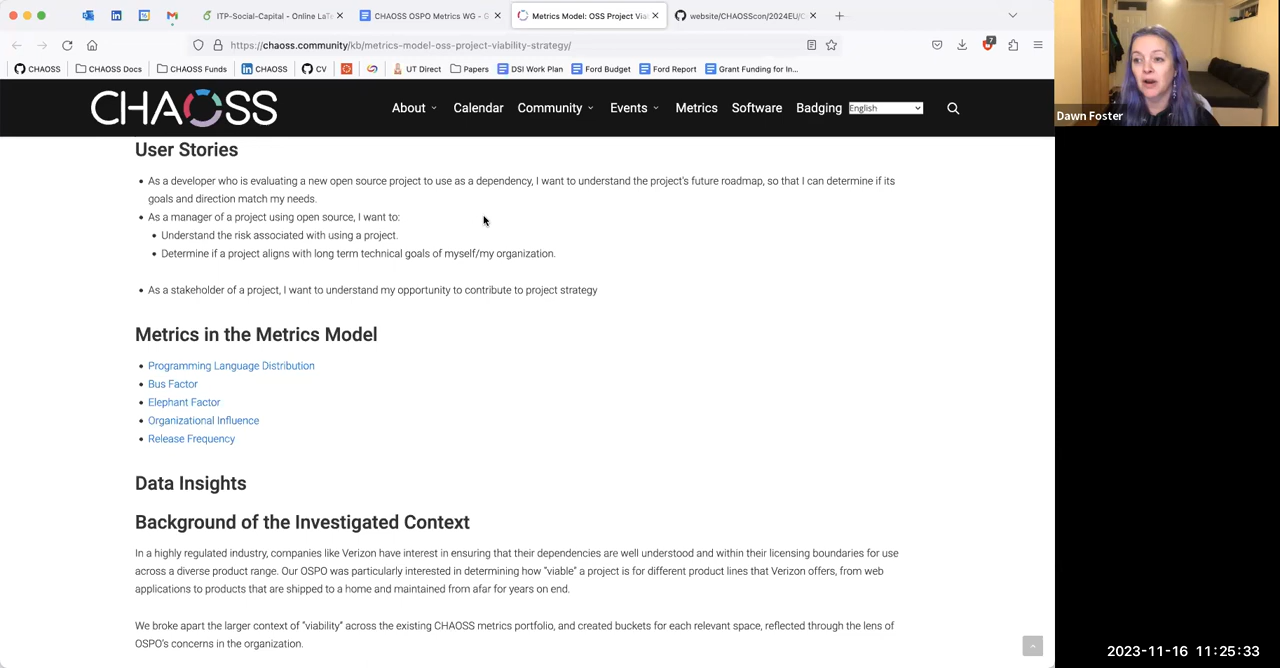 ITP-Social-Capital - Online LaTe
CHAOSS OSPO Metrics WG - G
Metrics Model: OSS Project Via
website/CHAOSScon/2024EU/C
https://chaoss.community/kb/metrics-model-oss-project-viability-strategy/
7
CHAOSS
CHAOSS Docs
CHAOSS Funds
CHAOSS
CV
UT Direct
Papers
DSI Work Plan
Ford Budget
Ford Report
Grant Funding for In...
CHAOSS
About
Calendar
Community
Events
Metrics
Software
Badging
English
Dawn Foster
User Stories
• As a developer who is evaluating a new open source project to use as a dependency, I want to understand the project's future roadmap, so that I can determine if its
goals and direction match my needs.
• As a manager of a project using open source, I want to:
• Understand the risk associated with using a project.
• Determine if a project aligns with long term technical goals of myself/my organization.
• As a stakeholder of a project, I want to understand my opportunity to contribute to project strategy
Metrics in the Metrics Model
• Programming Language Distribution
• Bus Factor
• Elephant Factor
• Organizational Influence
• Release Frequency
Data Insights
Background of the Investigated Context
In a highly regulated industry, companies like Verizon have interest in ensuring that their dependencies are well understood and within their licensing boundaries for use
across a diverse product range. Our OSPO was particularly interested in determining how "viable" a project is for different product lines that Verizon offers, from web
applications to products that are shipped to a home and maintained from afar for years on end.
We broke apart the larger context of "viability" across the existing CHAOSS metrics portfolio, and created buckets for each relevant space, reflected through the lens of
OSPO's concerns in the organization.
2023-11-16 11:25:33